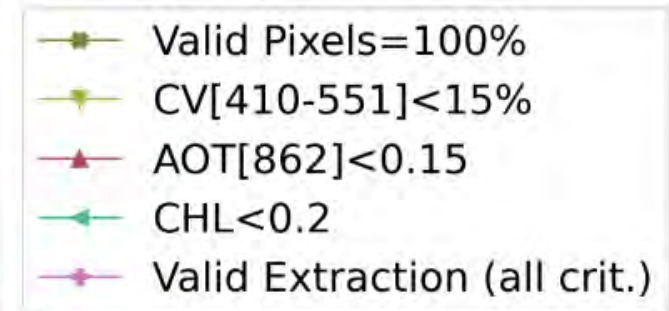 Valid Pixels=100%
CV[410-551]<15%
AOT[862]<0.15
CHL<0.2
Valid Extraction (all crit.)